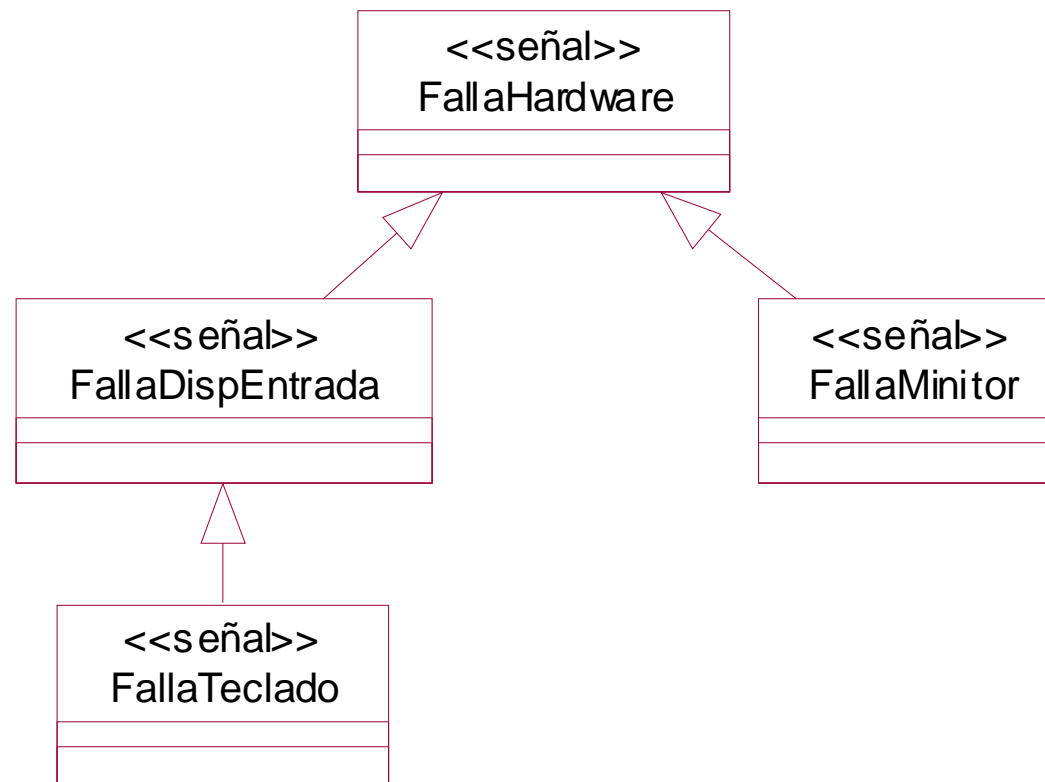 <<señal>>
FallaHardware
<<señal>>
FallaDispEntrada
<<señal>>
FallaMinitor
<<señal>>
FallaTeclado